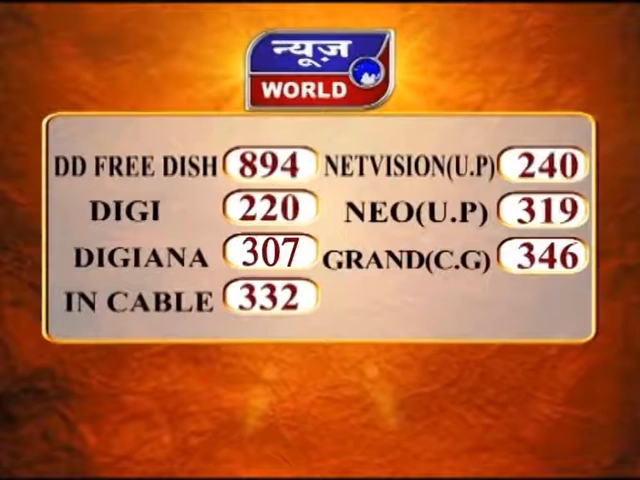 न्यूज़
WORLD
DD FREE DISH 894 NETVISION(U.P) 240
DIGI 220 NEO(U.P) 319
DIGIANA 307 GRAND(C.G) 346
IN CABLE 332